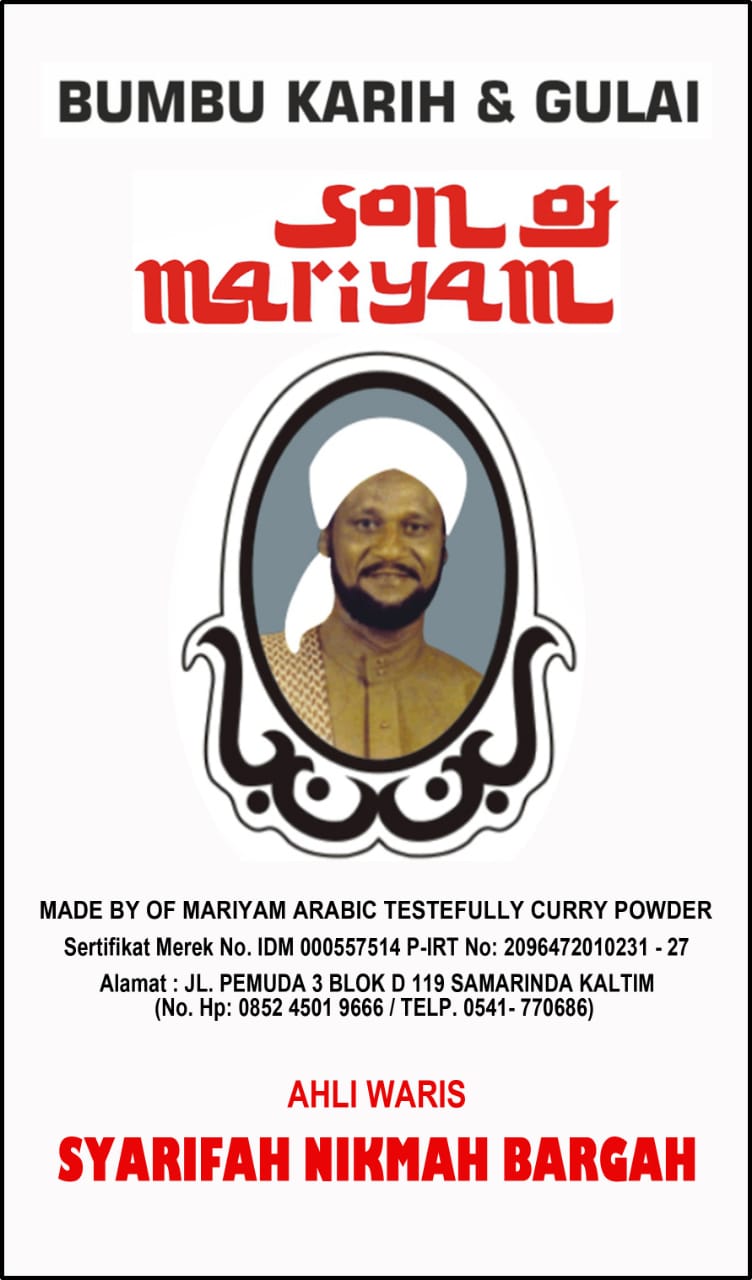 BUMBU KARIH & GULAI
son of
mariyam
MADE BY OF MARIYAM ARABIC TESTEFULLY CURRY POWDER
Sertifikat Merek No. IDM 000557514 P-IRT No: 2096472010231 - 27
Alamat : JL. PEMUDA 3 BLOK D 119 SAMARINDA KALTIM
(No. Hp: 0852 4501 9666 / TELP. 0541- 770686)
AHLI WARIS
SYARIFAH NIKMAH BARGAH